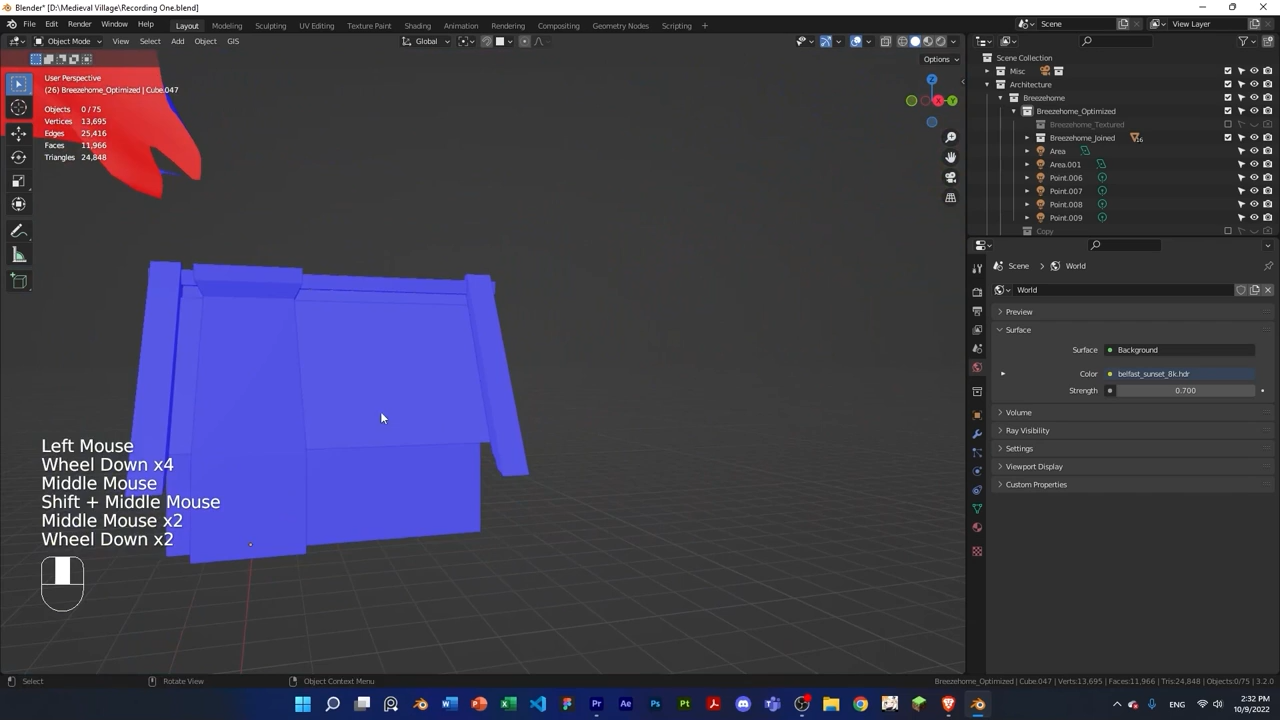 Blender* [D:\Medieval Village\Recording One.blend]
File Edit Render Window Help Layout Modeling Sculpting UV Editing Texture Paint Shading Animation Rendering Compositing Geometry Nodes Scripting + Scene View Layer
Object Mode View Select Add Object GIS Global
Options
User Perspective
(26) Breezehome_Optimized | Cube.047
Objects 0/75
Vertices 13,695
Edges 25,416
Faces 11,966
Triangles 24,848
Z
X
Y
Left Mouse
Wheel Down x4
Middle Mouse
Shift + Middle Mouse
Middle Mouse x2
Wheel Down x2
Scene Collection
Misc
Architecture
Breezehome
Breezehome_Optimized
Breezehome_Textured
Breezehome_Joined 16
Area
Area.001
Point.006
Point.007
Point.008
Point.009
Copy
Scene > World
World
Preview
Surface
Surface Background
Color belfast_sunset_8k.hdr
Strength 0.700
Volume
Ray Visibility
Settings
Viewport Display
Custom Properties
Select Rotate View Object Context Menu Breezehome_Optimized | Cube.047 | Verts:13,695 | Faces:11,966 | Tris:24,848 | Objects:0/75 | 3.2.0
ENG 2:32 PM
10/9/2022